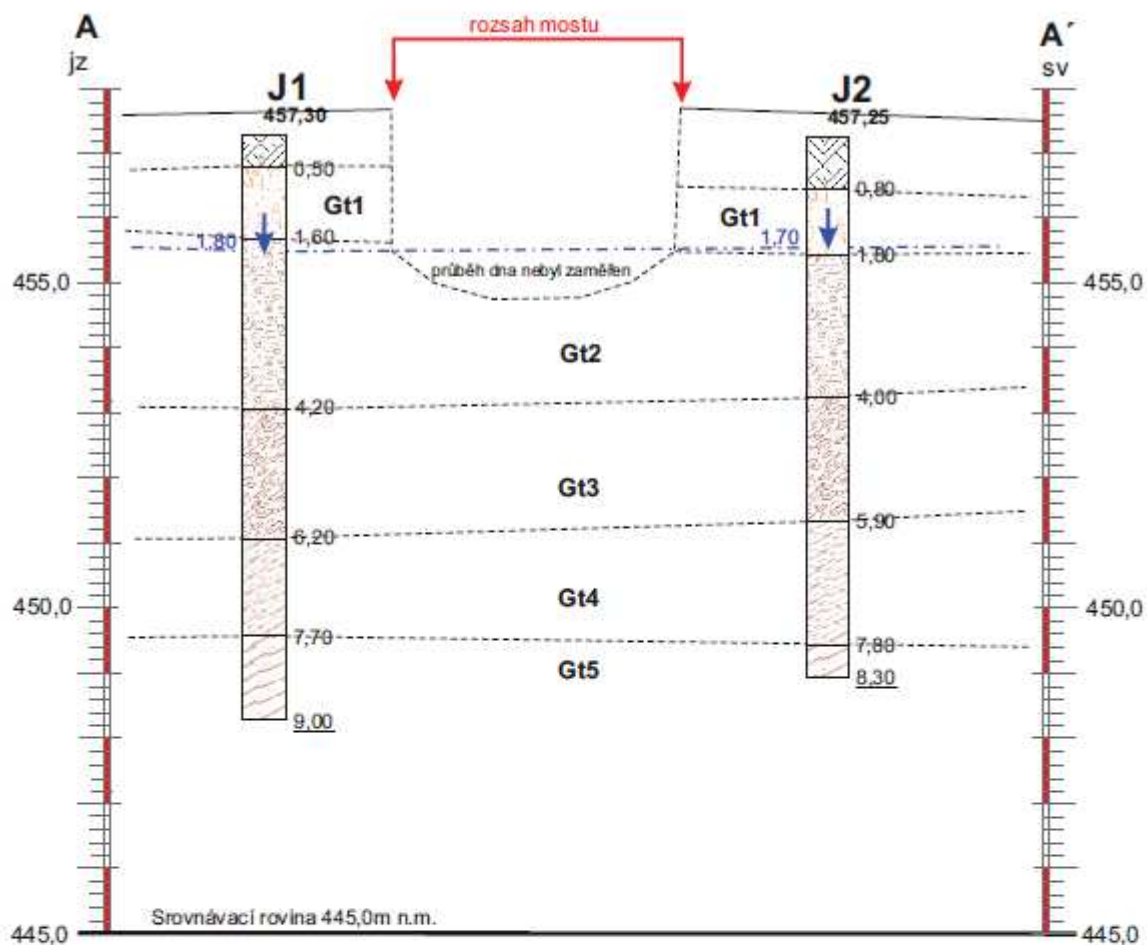 A
jz
rozsah mostu
A´
sv
J1
457,30
J2
457,25
0,50
0,80
Gt1
Gt1
1,80
1,60
1,70
1,80
průběh dna nebyl zaměřen
455,0
455,0
Gt2
4,20
4,00
Gt3
6,20
5,90
450,0
Gt4
450,0
7,70
7,80
Gt5
8,30
9,00
Srovnávací rovina 445,0m n.m.
445,0
445,0